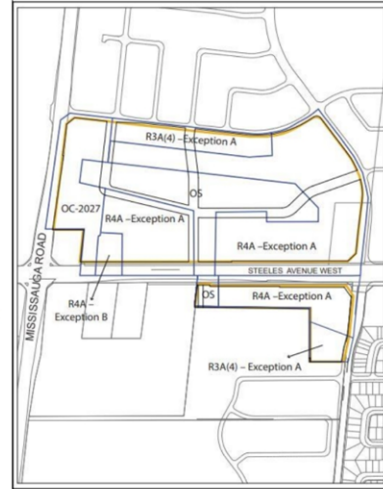 R3A(4) –Exception A
OS
OC-2027
R4A –Exception A
R4A –Exception A
MISSISSAUGA ROAD
STEELES AVENUE WEST
R4A –
Exception B
OS
R4A –Exception A
R3A(4) – Exception A